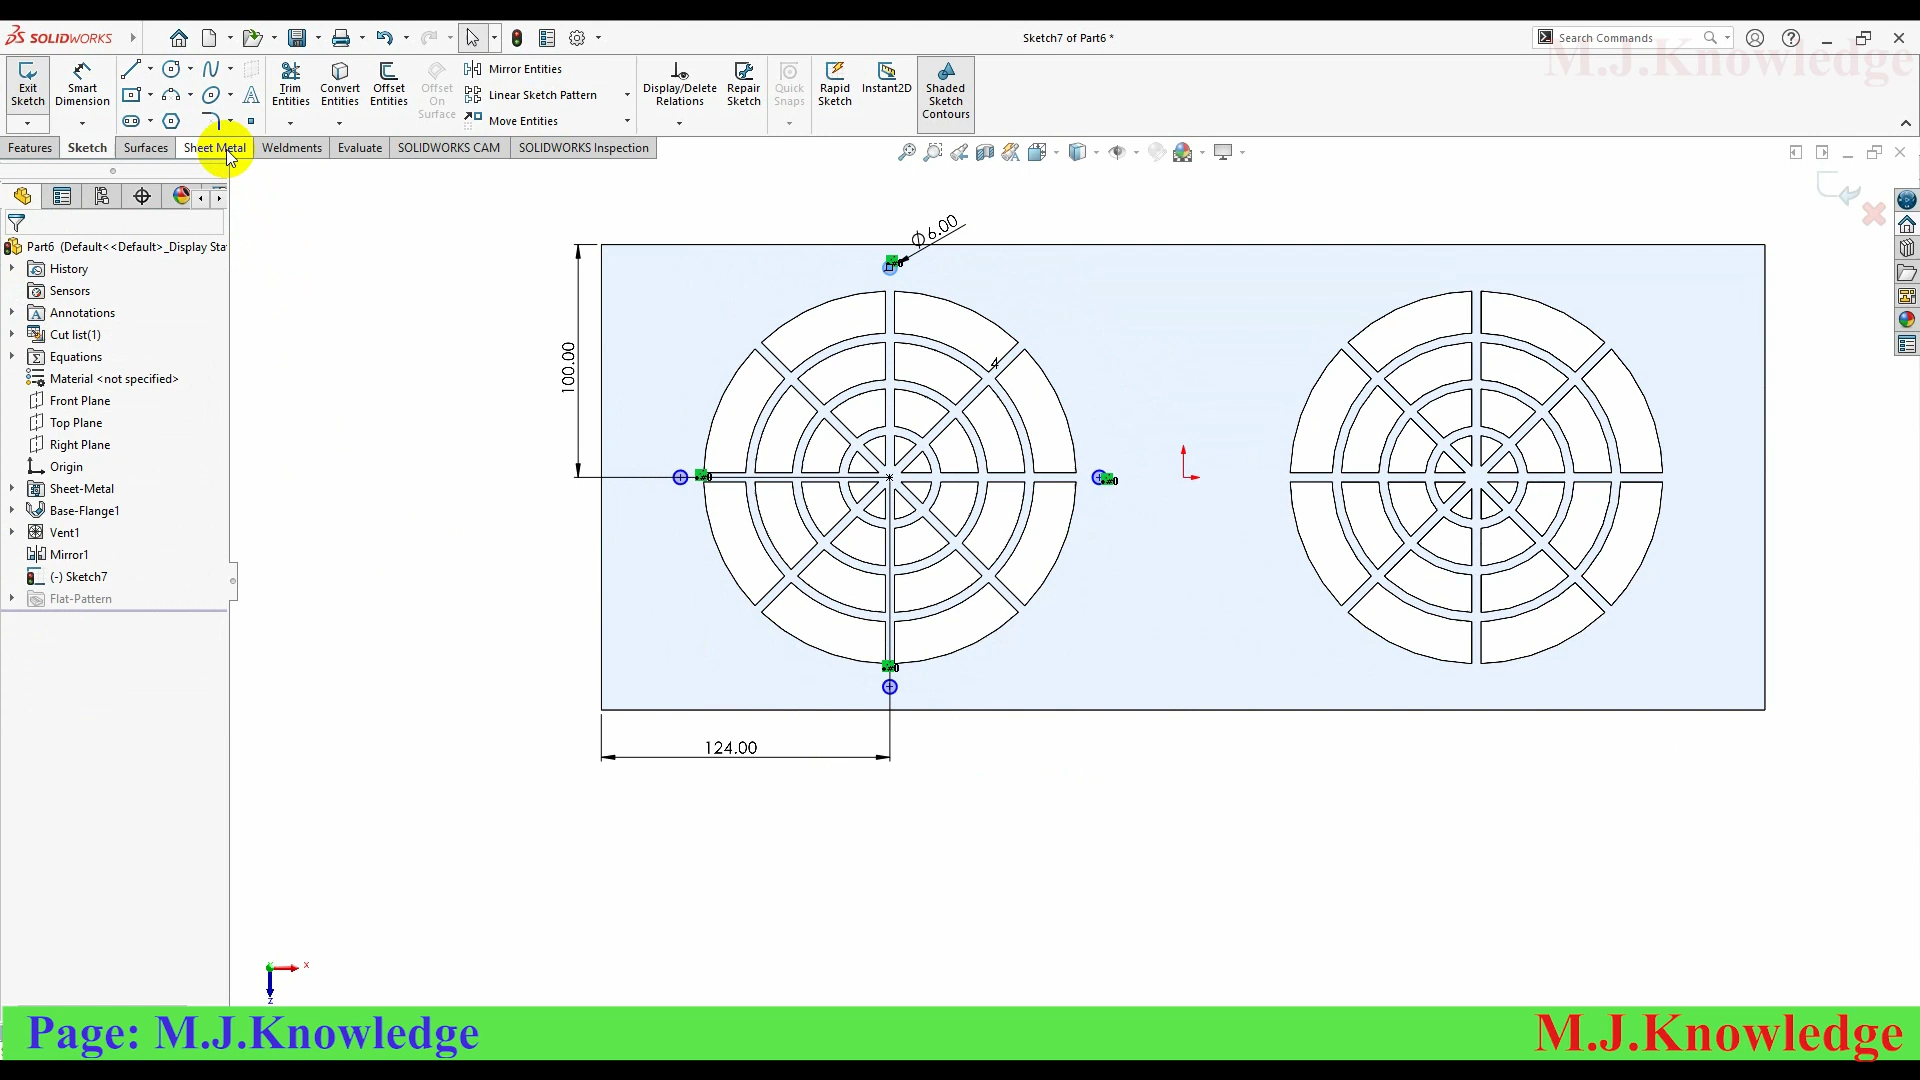 SOLIDWORKS
Sketch7 of Part6 *
Search Commands
M.J.Knowledge
Exit Sketch
Smart Dimension
Trim Entities
Convert Entities
Offset Entities
Offset On Surface
Mirror Entities
Linear Sketch Pattern
Move Entities
Display/Delete Relations
Repair Sketch
Quick Snaps
Rapid Sketch
Instant2D
Shaded Sketch Contours
Features
Sketch
Surfaces
Sheet Metal
Weldments
Evaluate
SOLIDWORKS CAM
SOLIDWORKS Inspection
Part6 (Default<<Default>_Display Sta
History
Sensors
Annotations
Cut list(1)
Equations
Material <not specified>
Front Plane
Top Plane
Right Plane
Origin
Sheet-Metal
Base-Flange1
Vent1
Mirror1
(-) Sketch7
Flat-Pattern
∅6.00
100.00
4
124.00
X
Z
Page: M.J.Knowledge
M.J.Knowledge